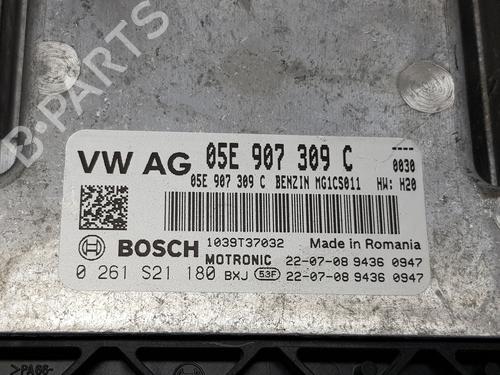 B-PARTS
----
VW AG 05E 907 309 C 0030
05E 907 309 C BENZIN MG1CS011 HW: H20
BOSCH 1039T37032 Made in Romania
MOTRONIC 22-07-08 9436 0947
0 261 S21 180 BXJ 53F 22-07-08 9436 0947
>PA66-